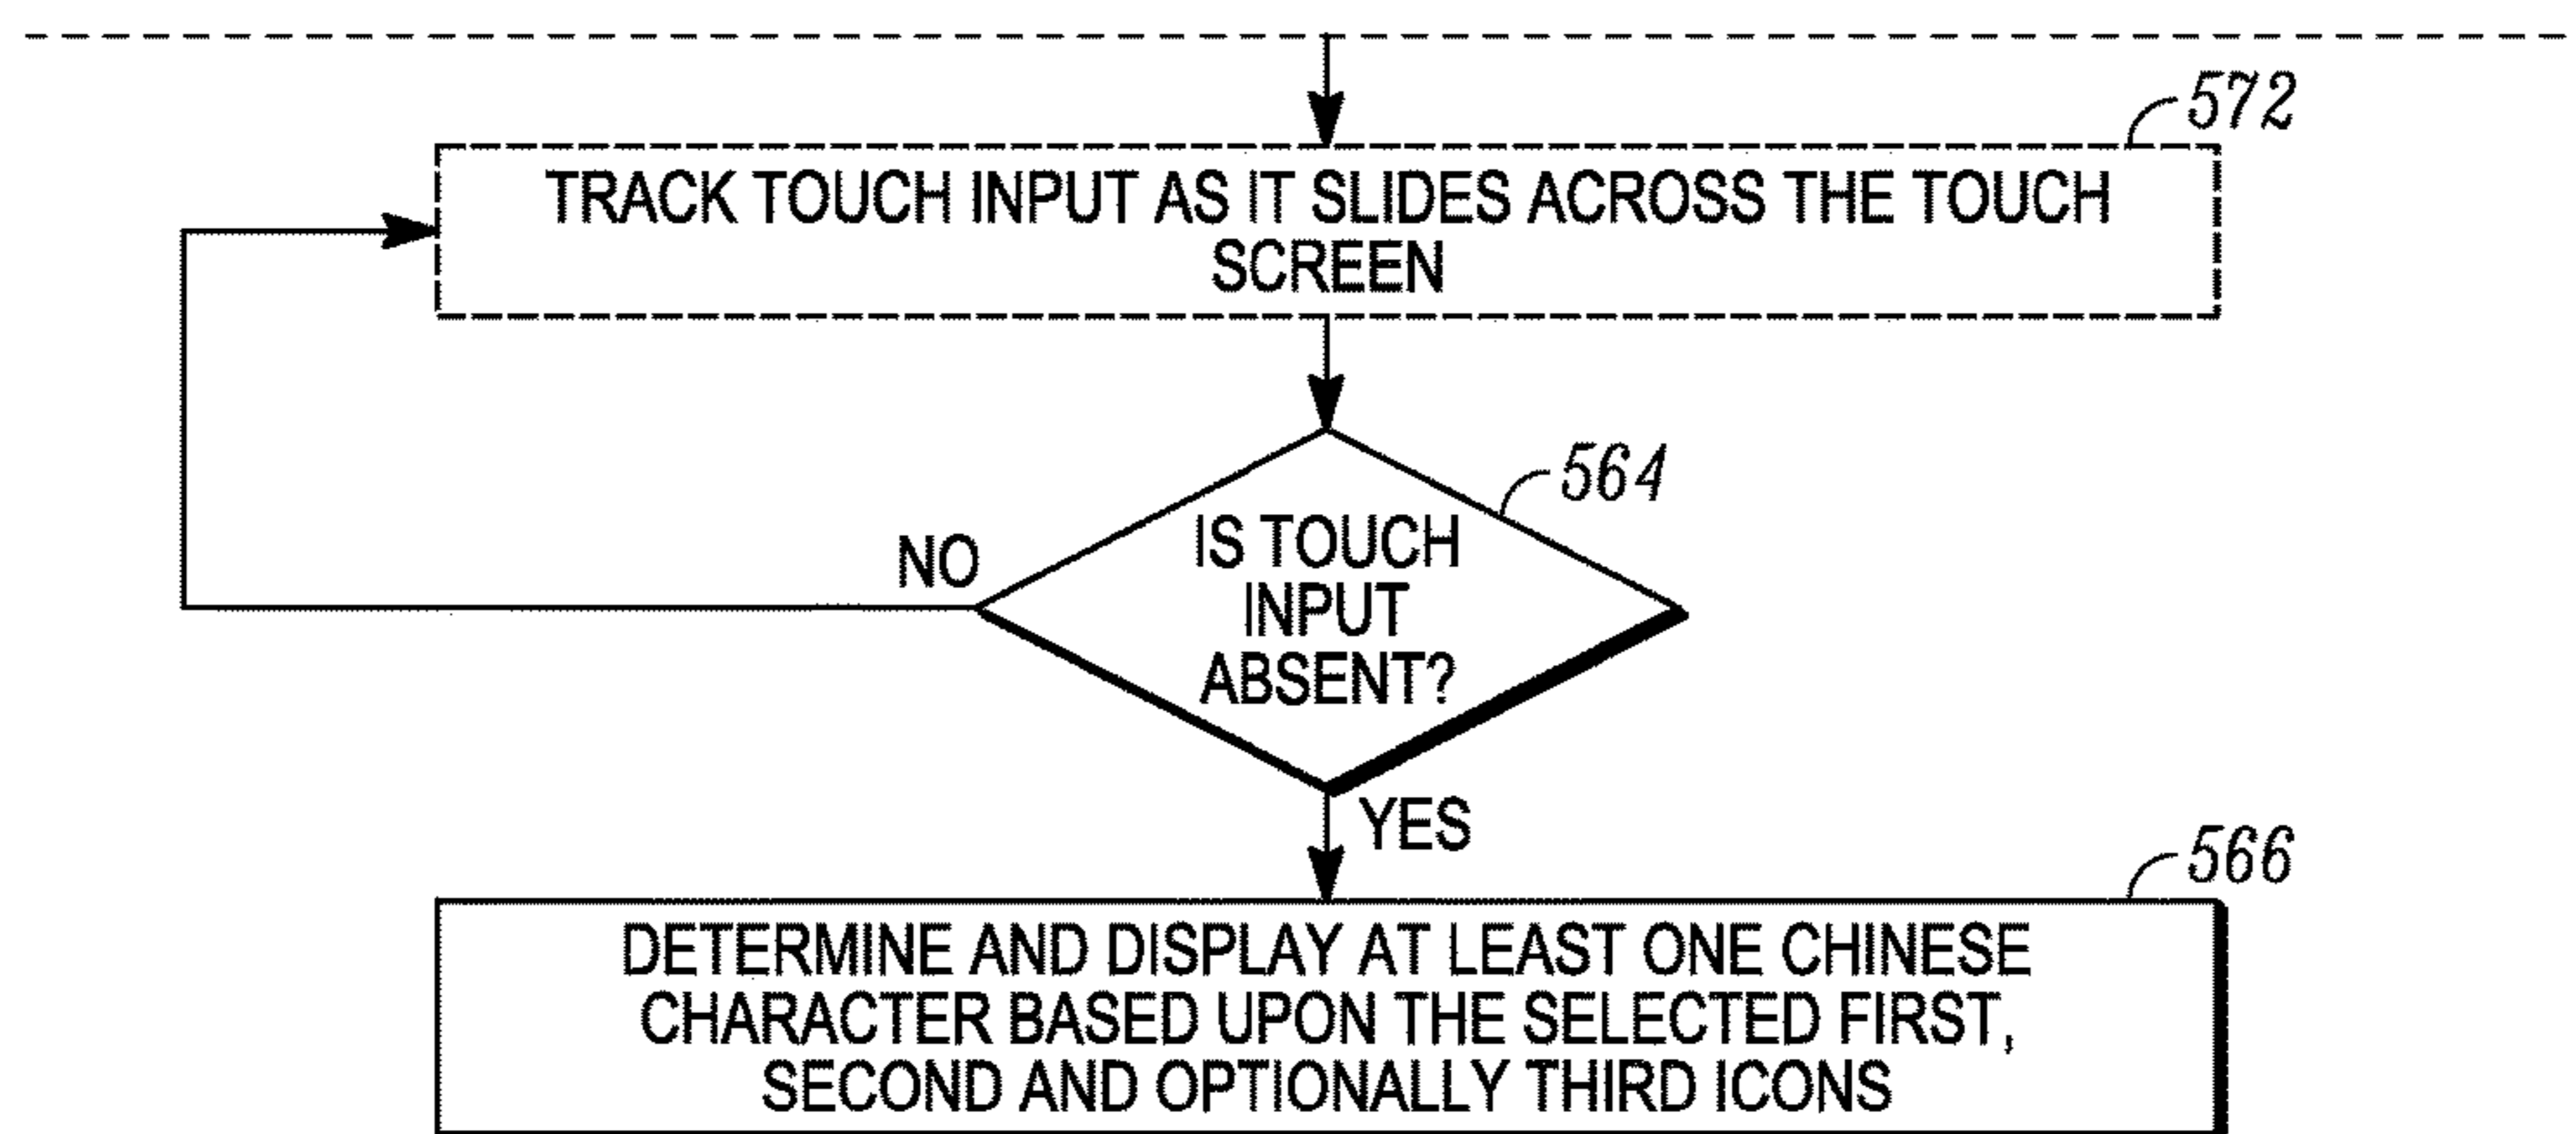 572
TRACK TOUCH INPUT AS IT SLIDES ACROSS THE TOUCH
SCREEN
564
NO
IS TOUCH
INPUT
ABSENT?
YES
566
DETERMINE AND DISPLAY AT LEAST ONE CHINESE
CHARACTER BASED UPON THE SELECTED FIRST,
SECOND AND OPTIONALLY THIRD ICONS